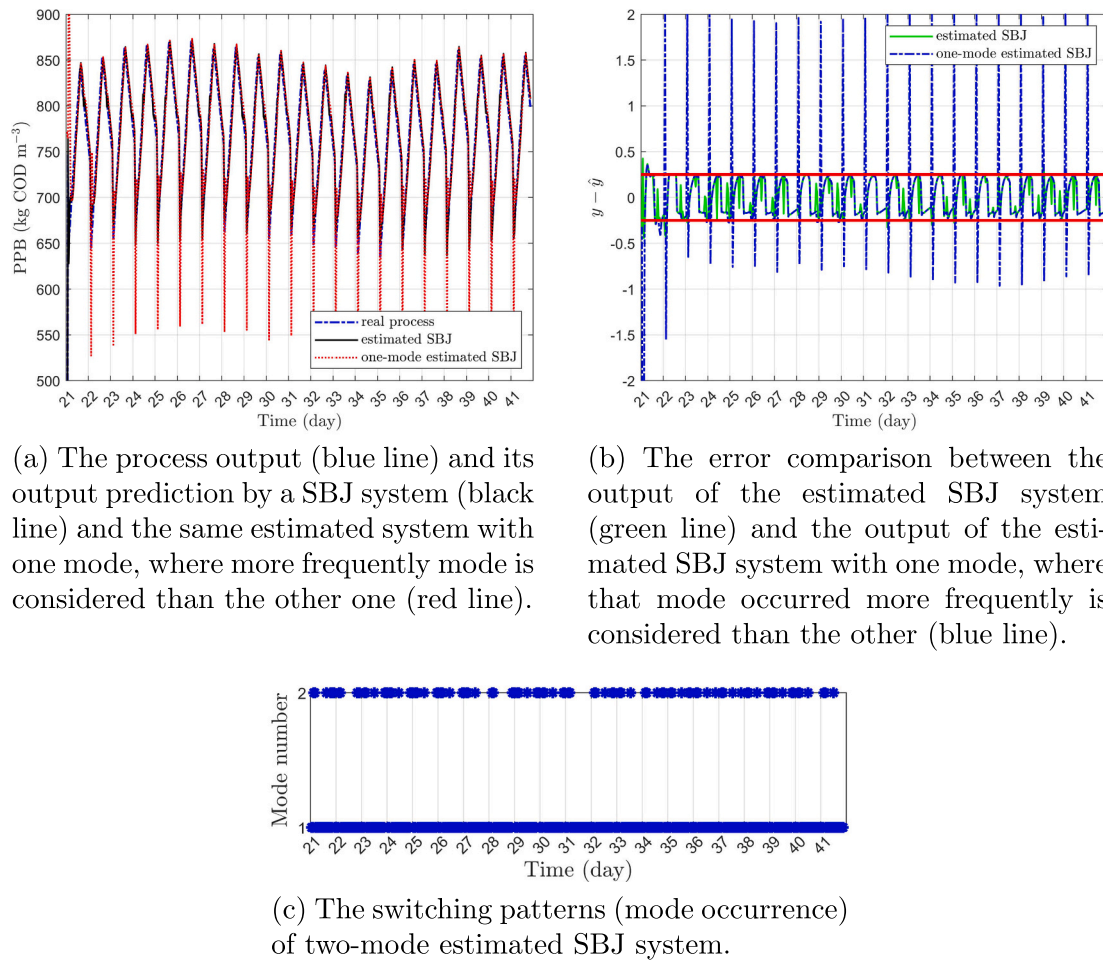 850
800
750
700
650
600
550
500
PPB (kg COD m⁻³)
real process
estimated SBJ
one-mode estimated SBJ
21 22 23 24 25 26 27 28 29 30 31 32 33 34 35 36 37 38 39 40 41
Time (day)
2
1.5
1
0.5
0
-0.5
-1
-1.5
-2
y − ŷ
estimated SBJ
one-mode estimated SBJ
21 22 23 24 25 26 27 28 29 30 31 32 33 34 35 36 37 38 39 40 41
Time (day)
(a) The process output (blue line) and its
output prediction by a SBJ system (black
line) and the same estimated system with
one mode, where more frequently mode is
considered than the other one (red line).
(b) The error comparison between the
output of the estimated SBJ system
(green line) and the output of the esti-
mated SBJ system with one mode, where
that mode occurred more frequently is
considered than the other (blue line).
2
1
Mode number
21 22 23 24 25 26 27 28 29 30 31 32 33 34 35 36 37 38 39 40 41
Time (day)
(c) The switching patterns (mode occurrence)
of two-mode estimated SBJ system.